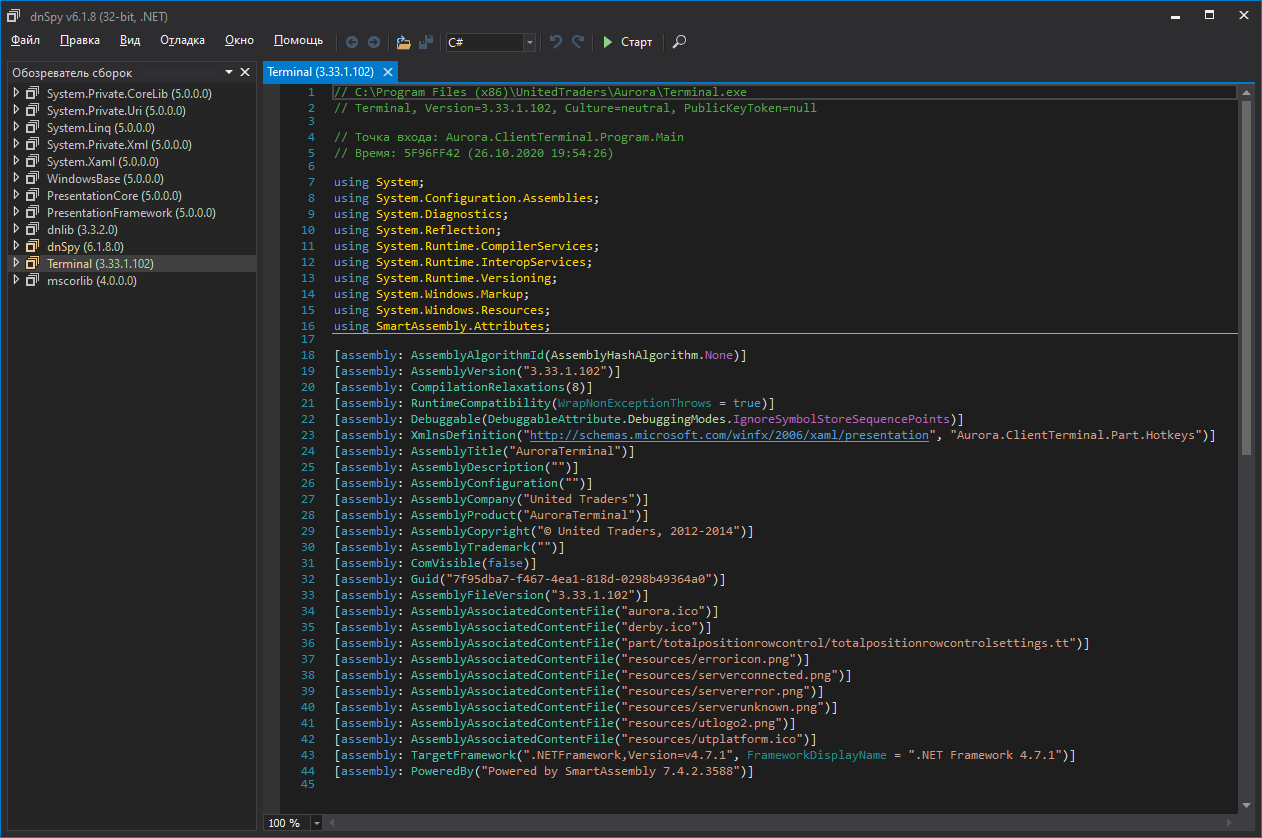 dnSpy v6.1.8 (32-bit, .NET)
Файл Правка Вид Отладка Окно Помощь C# Старт
Обозреватель сборок
System.Private.CoreLib (5.0.0.0)
System.Private.Uri (5.0.0.0)
System.Linq (5.0.0.0)
System.Private.Xml (5.0.0.0)
System.Xaml (5.0.0.0)
WindowsBase (5.0.0.0)
PresentationCore (5.0.0.0)
PresentationFramework (5.0.0.0)
dnlib (3.3.2.0)
dnSpy (6.1.8.0)
Terminal (3.33.1.102)
mscorlib (4.0.0.0)
Terminal (3.33.1.102)
1 // C:\Program Files (x86)\UnitedTraders\Aurora\Terminal.exe
2 // Terminal, Version=3.33.1.102, Culture=neutral, PublicKeyToken=null
3
4 // Точка входа: Aurora.ClientTerminal.Program.Main
5 // Время: 5F96FF42 (26.10.2020 19:54:26)
6
7 using System;
8 using System.Configuration.Assemblies;
9 using System.Diagnostics;
10 using System.Reflection;
11 using System.Runtime.CompilerServices;
12 using System.Runtime.InteropServices;
13 using System.Runtime.Versioning;
14 using System.Windows.Markup;
15 using System.Windows.Resources;
16 using SmartAssembly.Attributes;
17
18 [assembly: AssemblyAlgorithmId(AssemblyHashAlgorithm.None)]
19 [assembly: AssemblyVersion("3.33.1.102")]
20 [assembly: CompilationRelaxations(8)]
21 [assembly: RuntimeCompatibility(WrapNonExceptionThrows = true)]
22 [assembly: Debuggable(DebuggableAttribute.DebuggingModes.IgnoreSymbolStoreSequencePoints)]
23 [assembly: XmlnsDefinition("http://schemas.microsoft.com/winfx/2006/xaml/presentation", "Aurora.ClientTerminal.Part.Hotkeys")]
24 [assembly: AssemblyTitle("AuroraTerminal")]
25 [assembly: AssemblyDescription("")]
26 [assembly: AssemblyConfiguration("")]
27 [assembly: AssemblyCompany("United Traders")]
28 [assembly: AssemblyProduct("AuroraTerminal")]
29 [assembly: AssemblyCopyright("© United Traders, 2012-2014")]
30 [assembly: AssemblyTrademark("")]
31 [assembly: ComVisible(false)]
32 [assembly: Guid("7f95dba7-f467-4ea1-818d-0298b49364a0")]
33 [assembly: AssemblyFileVersion("3.33.1.102")]
34 [assembly: AssemblyAssociatedContentFile("aurora.ico")]
35 [assembly: AssemblyAssociatedContentFile("derby.ico")]
36 [assembly: AssemblyAssociatedContentFile("part/totalpositionrowcontrol/totalpositionrowcontrolsettings.tt")]
37 [assembly: AssemblyAssociatedContentFile("resources/erroricon.png")]
38 [assembly: AssemblyAssociatedContentFile("resources/serverconnected.png")]
39 [assembly: AssemblyAssociatedContentFile("resources/servererror.png")]
40 [assembly: AssemblyAssociatedContentFile("resources/serverunknown.png")]
41 [assembly: AssemblyAssociatedContentFile("resources/utlogo2.png")]
42 [assembly: AssemblyAssociatedContentFile("resources/utplatform.ico")]
43 [assembly: TargetFramework(".NETFramework,Version=v4.7.1", FrameworkDisplayName = ".NET Framework 4.7.1")]
44 [assembly: PoweredBy("Powered by SmartAssembly 7.4.2.3588")]
45
100 %